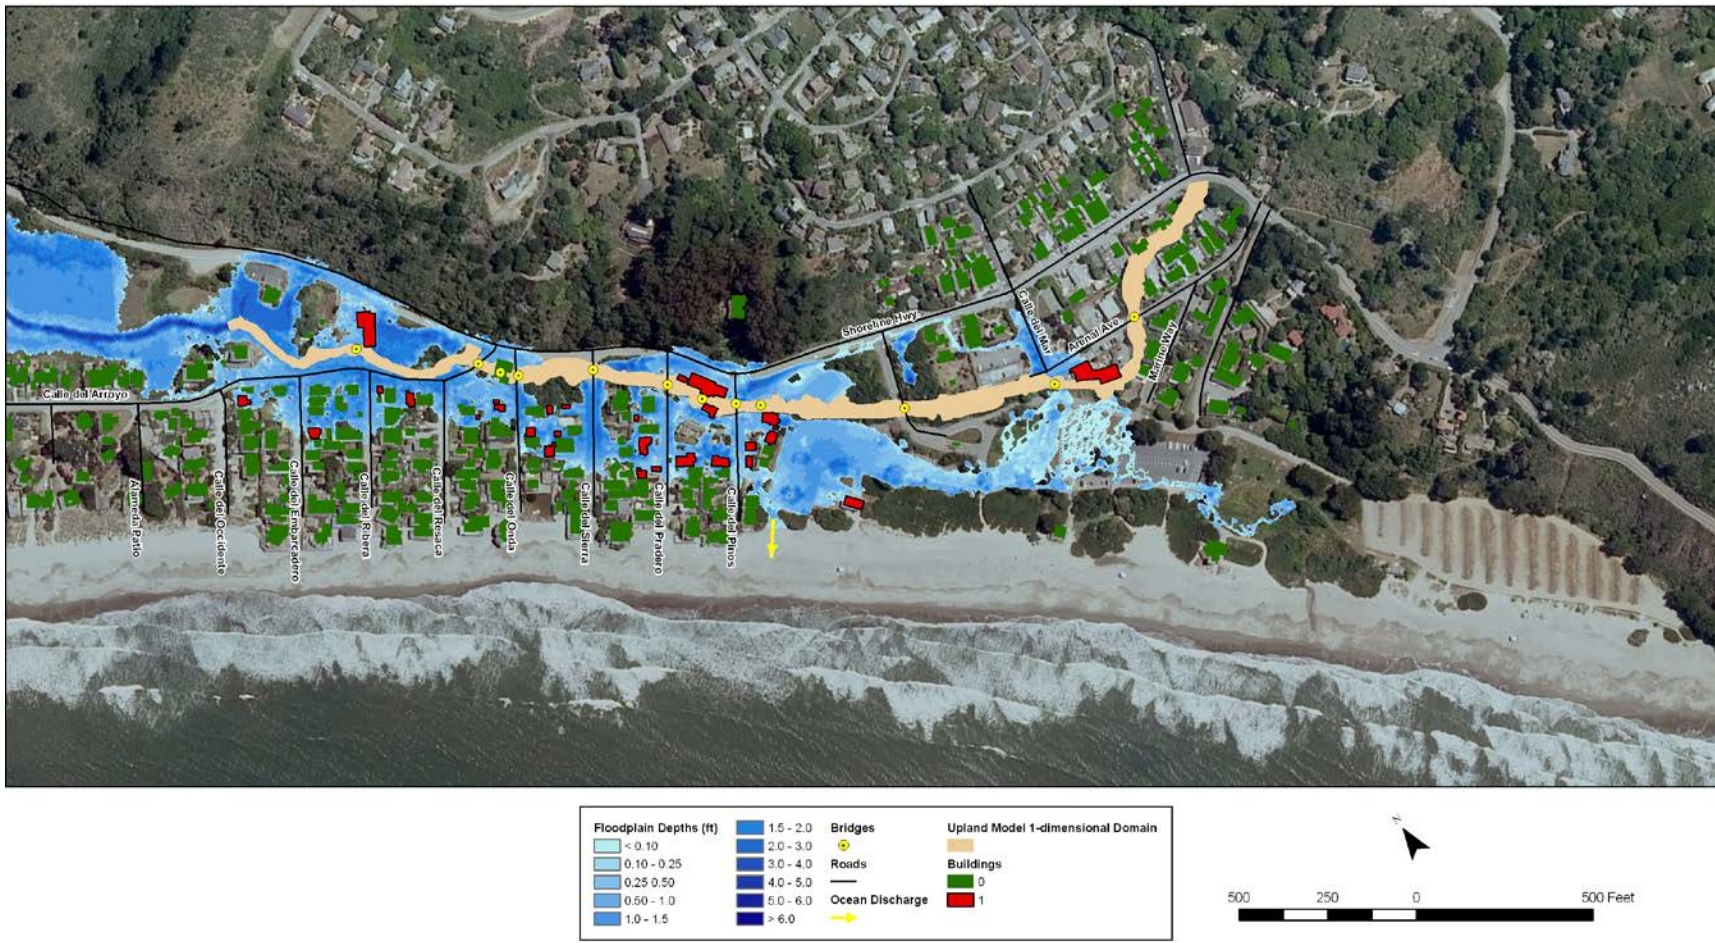 Shoreline Hwy.
Calle del Mar
Arenal Ave
Marine Way
Calle del Arroyo
Alameda Patio
Calle del Occidente
Calle del Embarcadero
Calle del Ribera
Calle del Resaca
Calle del Onda
Calle del Sierra
Calle del Pradero
Calle del Pinos
Floodplain Depths (ft)
< 0.10
0.10 - 0.25
0.25 0.50
0.50 - 1.0
1.0 - 1.5
1.5 - 2.0
2.0 - 3.0
3.0 - 4.0
4.0 - 5.0
5.0 - 6.0
> 6.0
Bridges
Roads
Ocean Discharge
Upland Model 1-dimensional Domain
Buildings
0
1
N
500 250 0 500 Feet